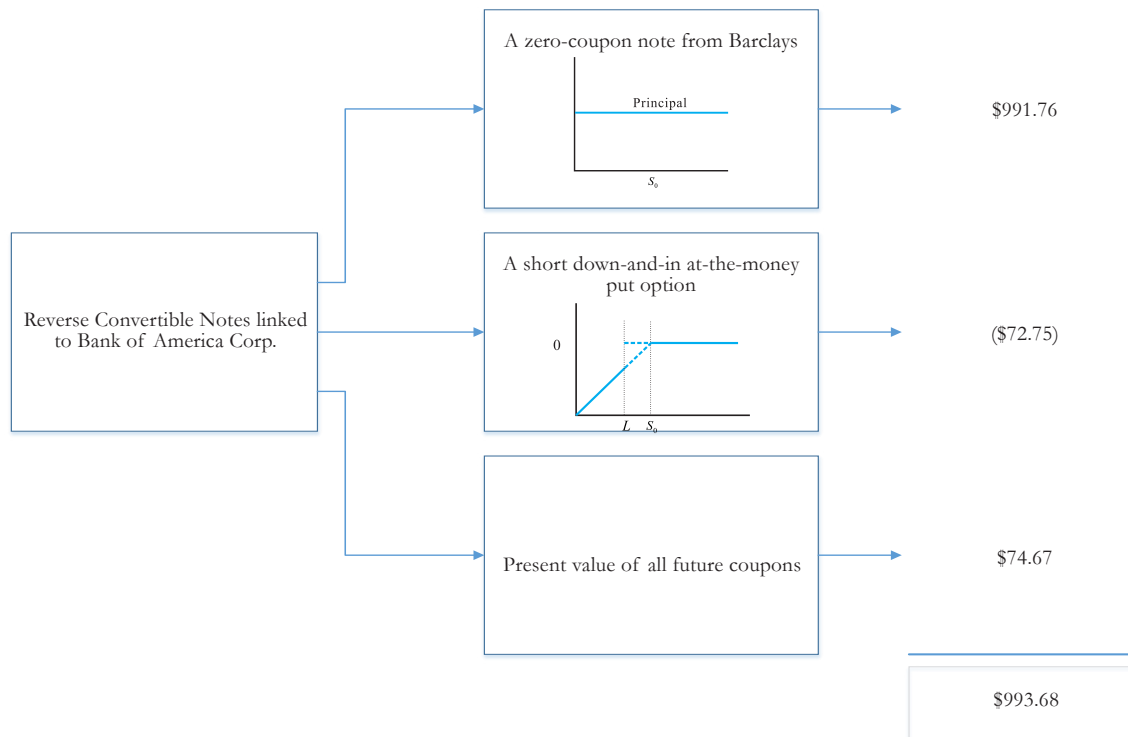 A zero-coupon note from Barclays
Principal
S₀
$991.76
Reverse Convertible Notes linked
to Bank of America Corp.
A short down-and-in at-the-money
put option
0
L S₀
($72.75)
Present value of all future coupons
$74.67
$993.68